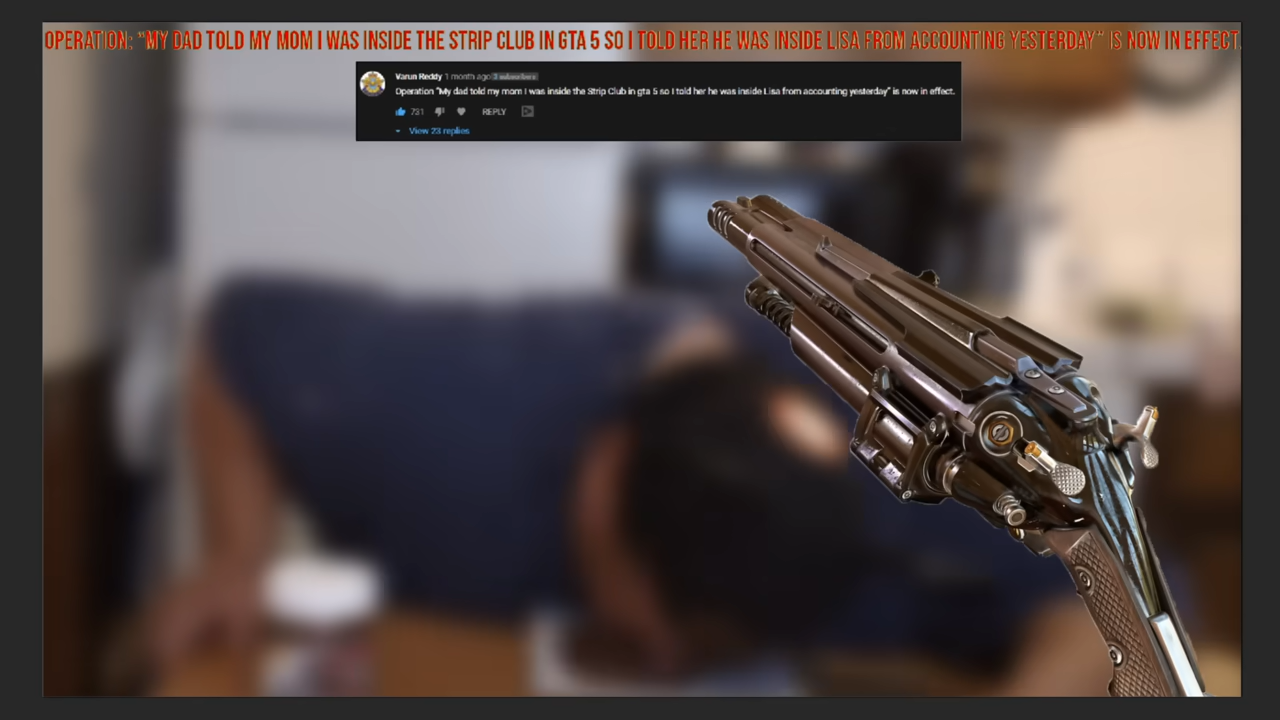 OPERATION: "MY DAD TOLD MY MOM I WAS INSIDE THE STRIP CLUB IN GTA 5 SO I TOLD HER HE WAS INSIDE LISA FROM ACCOUNTING YESTERDAY" IS NOW IN EFFECT.
Varun Reddy 1 month ago 3 subscribers
Operation "My dad told my mom I was inside the Strip Club in gta 5 so I told her he was inside Lisa from accounting yesterday" is now in effect.
731 REPLY
View 23 replies